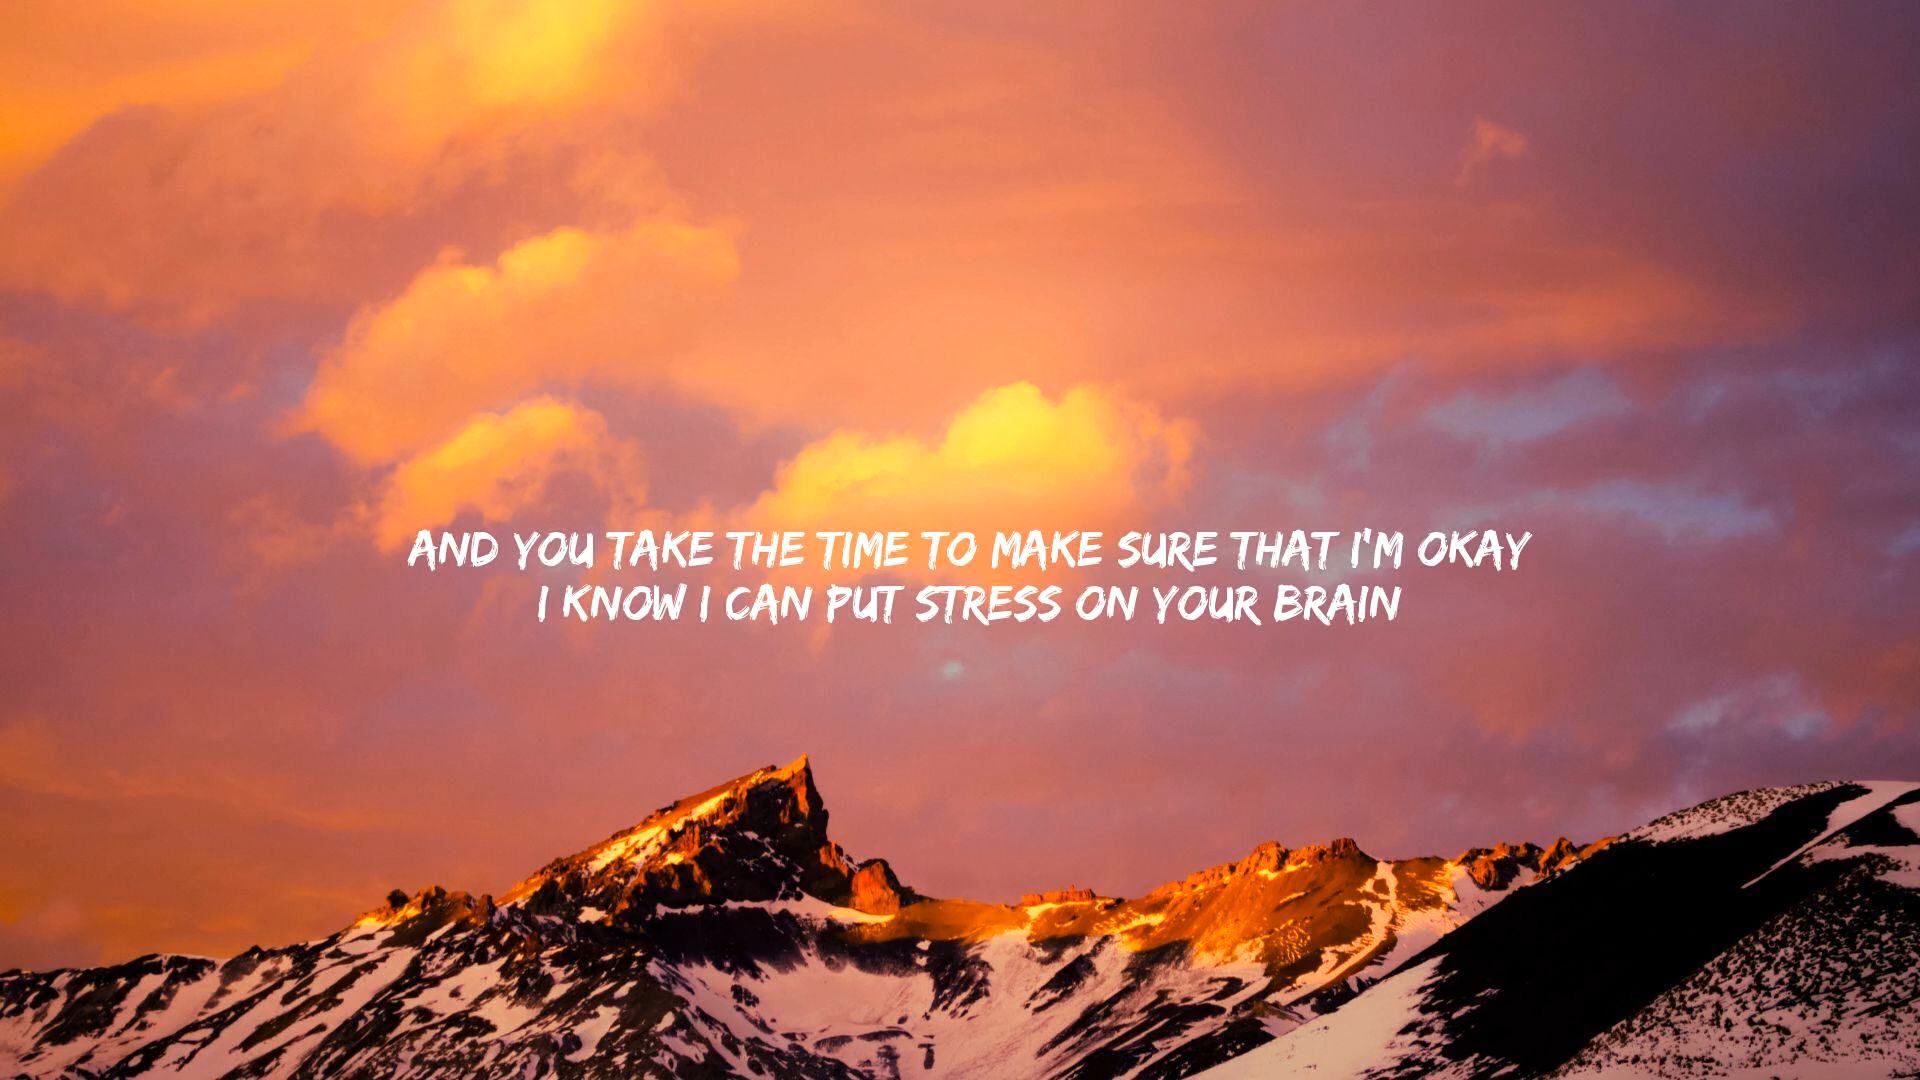 AND YOU TAKE THE TIME TO MAKE SURE THAT I'M OKAY
I KNOW I CAN PUT STRESS ON YOUR BRAIN